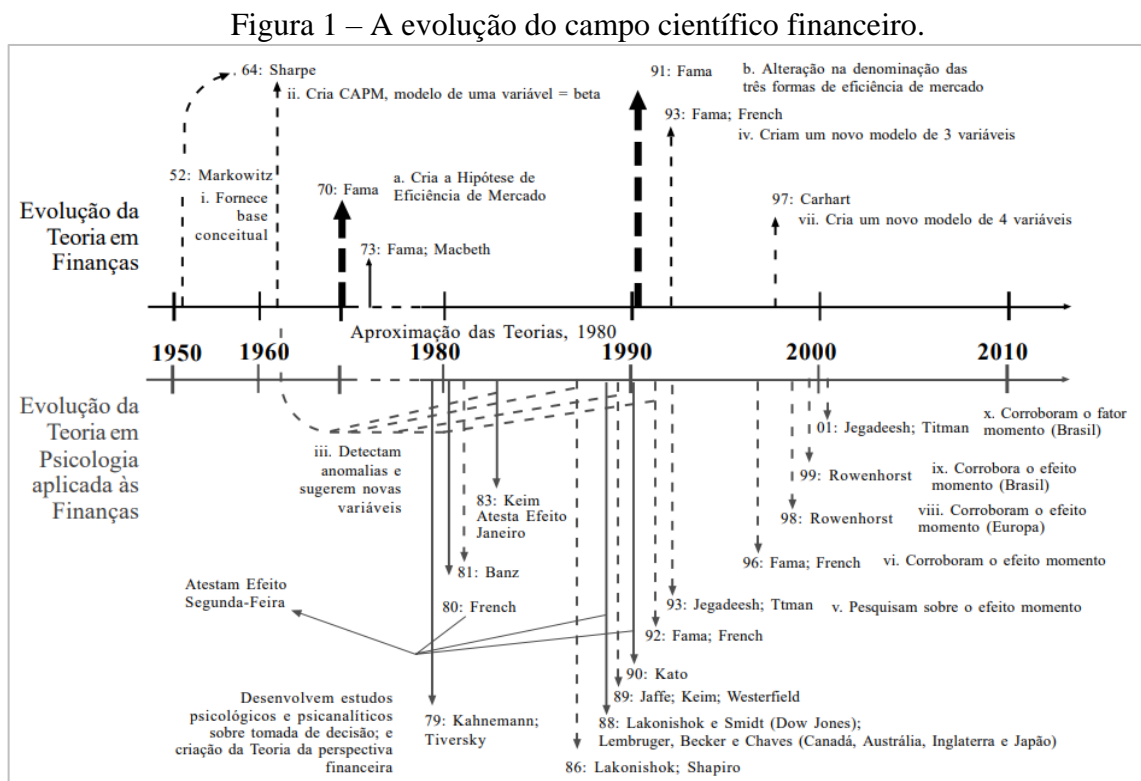 Figura 1 – A evolução do campo científico financeiro.
. 64: Sharpe
ii. Cria CAPM, modelo de uma variável = beta
91: Fama
b. Alteração na denominação das
três formas de eficiência de mercado
93: Fama; French
iv. Criam um novo modelo de 3 variáveis
52: Markowitz
i. Fornece
base
conceitual
70: Fama
a. Cria a Hipótese de
Eficiência de Mercado
97: Carhart
vii. Cria um novo modelo de 4 variáveis
Evolução da
Teoria em
Finanças
73: Fama; Macbeth
Aproximação das Teorias, 1980
1950
1960
1980
1990
2000
2010
Evolução da
Teoria em
Psicologia
aplicada às
Finanças
iii. Detectam
anomalias e
sugerem novas
variáveis
83: Keim
Atesta Efeito
Janeiro
01: Jegadeesh; Titman
x. Corroboram o fator
momento (Brasil)
99: Rowenhorst
ix. Corrobora o efeito
momento (Brasil)
98: Rowenhorst
viii. Corroboram o efeito
momento (Europa)
96: Fama; French
vi. Corroboram o efeito momento
81: Banz
Atestam Efeito
Segunda-Feira
80: French
93: Jegadeesh; Ttman
v. Pesquisam sobre o efeito momento
92: Fama; French
90: Kato
89: Jaffe; Keim; Westerfield
Desenvolvem estudos
psicológicos e psicanalíticos
sobre tomada de decisão; e
criação da Teoria da perspectiva
financeira
79: Kahnemann;
Tiversky
88: Lakonishok e Smidt (Dow Jones);
Lembruger, Becker e Chaves (Canadá, Austrália, Inglaterra e Japão)
86: Lakonishok; Shapiro